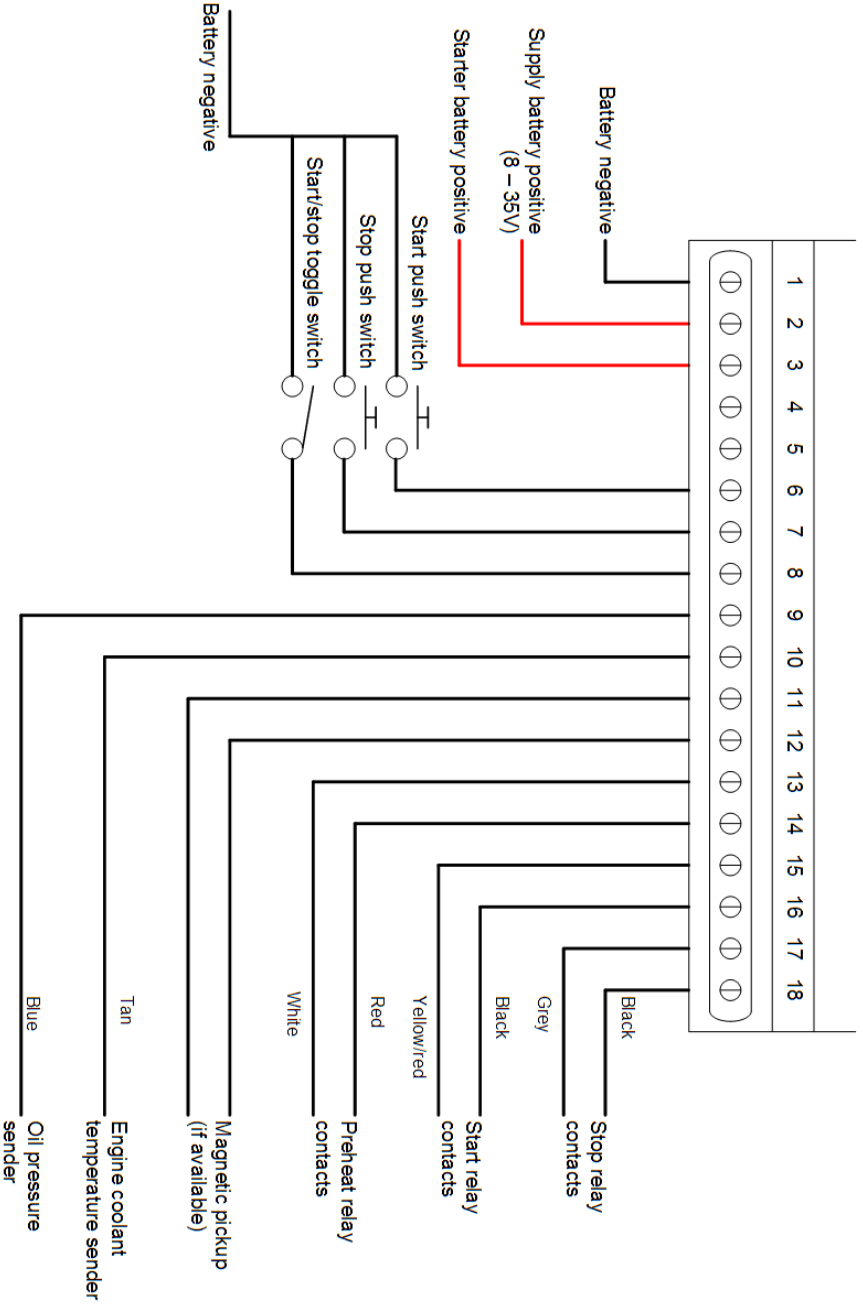 1
2
3
4
5
6
7
8
9
10
11
12
13
14
15
16
17
18
Battery negative
Supply battery positive
(8 – 35V)
Starter battery positive
Start push switch
Stop push switch
Start/stop toggle switch
Battery negative
Black
Grey
Black
Yellow/red
Red
White
Tan
Blue
Stop relay
contacts
Start relay
contacts
Preheat relay
contacts
Magnetic pickup
(if available)
Engine coolant
temperature sender
Oil pressure
sender